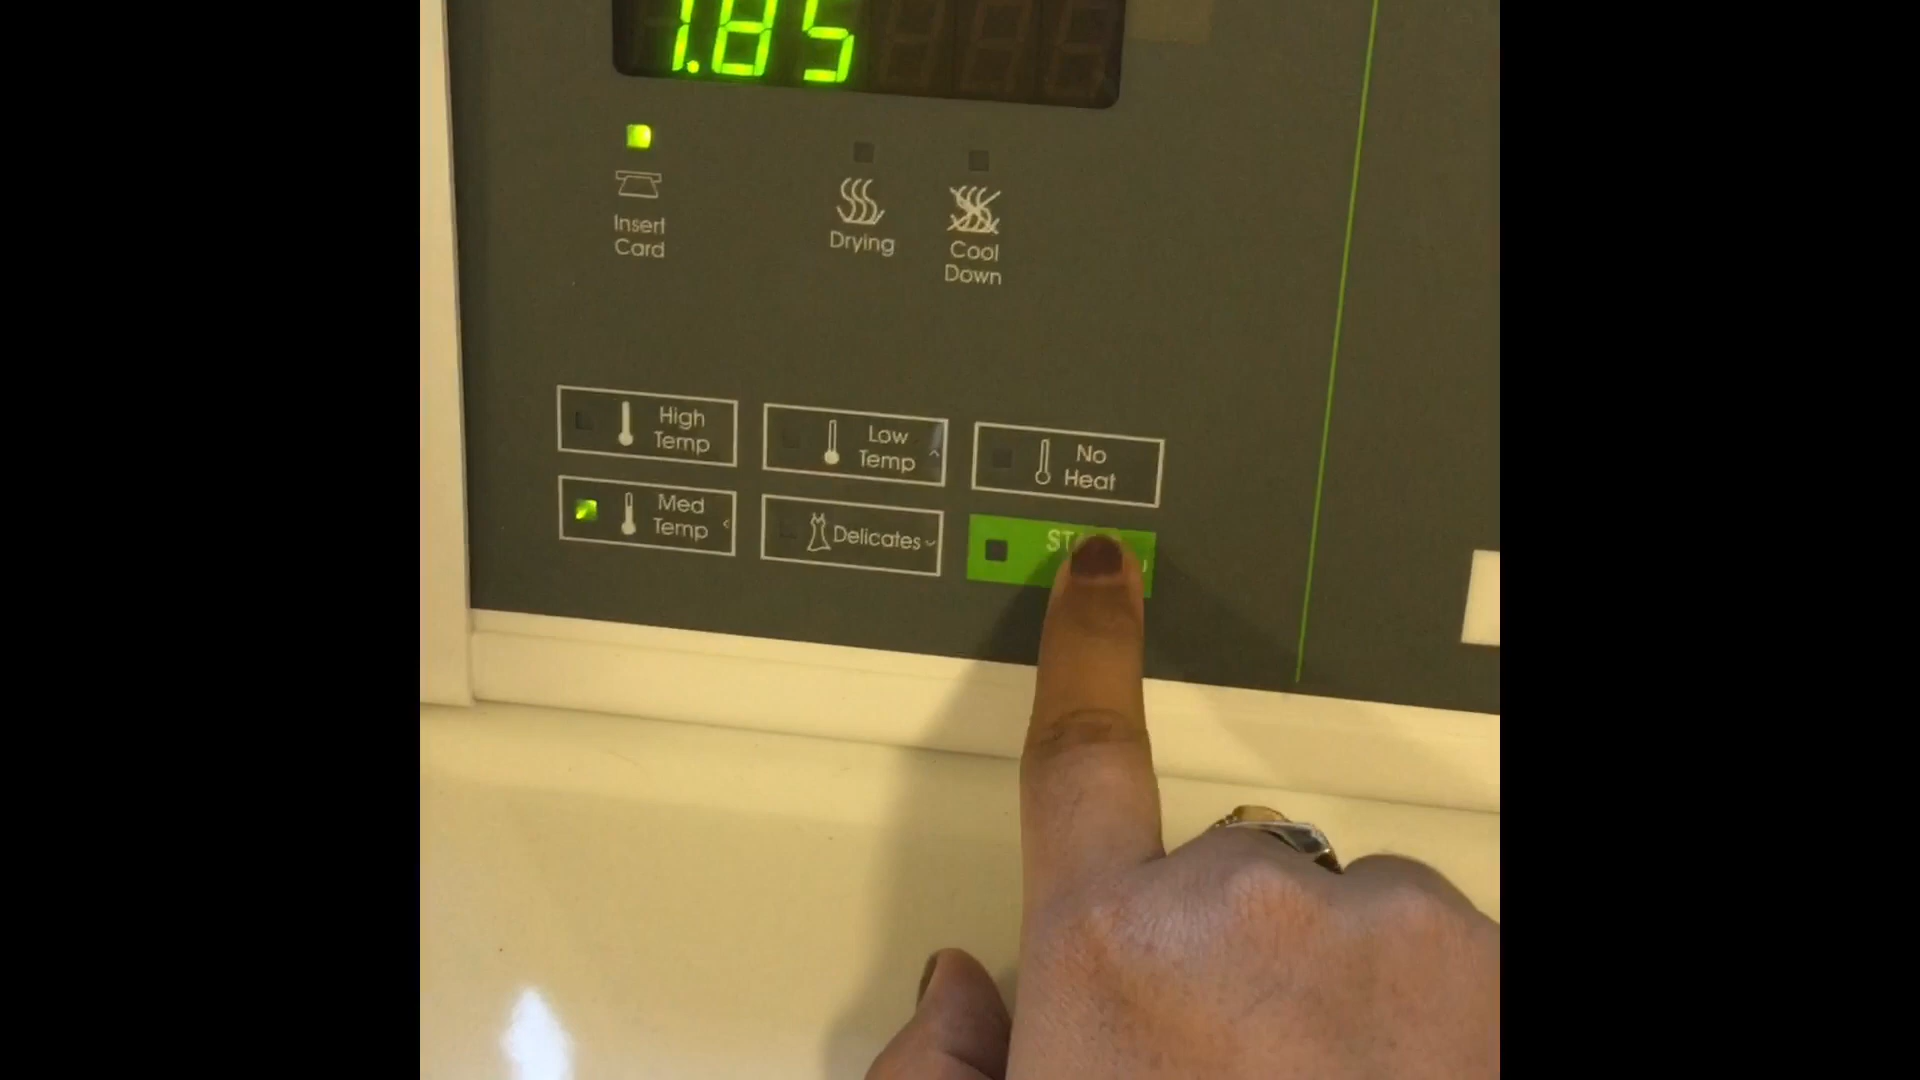 1.85
Insert
Card
Drying
Cool
Down
High
Temp
Low
Temp
No
Heat
Med
Temp
Delicates